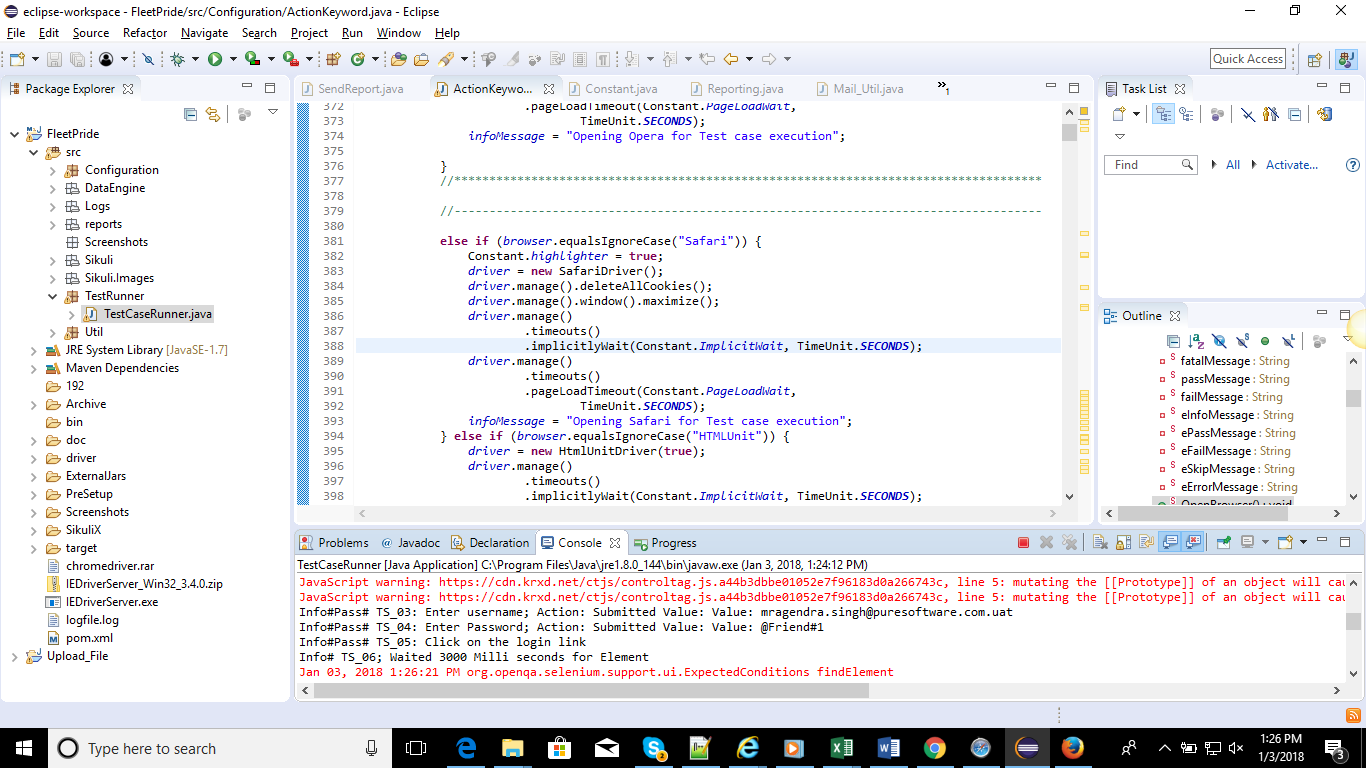 eclipse-workspace - FleetPride/src/Configuration/ActionKeyword.java - Eclipse
File Edit Source Refactor Navigate Search Project Run Window Help
Quick Access
Package Explorer
FleetPride
src
Configuration
DataEngine
Logs
reports
Screenshots
Sikuli
Sikuli.Images
TestRunner
TestCaseRunner.java
Util
JRE System Library [JavaSE-1.7]
Maven Dependencies
192
Archive
bin
doc
driver
ExternalJars
PreSetup
Screenshots
SikuliX
target
chromedriver.rar
IEDriverServer_Win32_3.4.0.zip
IEDriverServer.exe
logfile.log
pom.xml
Upload_File
SendReport.java ActionKeywo... Constant.java Reporting.java Mail_Util.java »1
372 .pageLoadTimeout(Constant.PageLoadWait,
373 TimeUnit.SECONDS);
374 infoMessage = "Opening Opera for Test case execution";
375
376 }
377 //************************************************************************************
378
379 //------------------------------------------------------------------------------------
380
381 else if (browser.equalsIgnoreCase("Safari")) {
382 Constant.highlighter = true;
383 driver = new SafariDriver();
384 driver.manage().deleteAllCookies();
385 driver.manage().window().maximize();
386 driver.manage()
387 .timeouts()
388 .implicitlyWait(Constant.ImplicitWait, TimeUnit.SECONDS);
389 driver.manage()
390 .timeouts()
391 .pageLoadTimeout(Constant.PageLoadWait,
392 TimeUnit.SECONDS);
393 infoMessage = "Opening Safari for Test case execution";
394 } else if (browser.equalsIgnoreCase("HTMLUnit")) {
395 driver = new HtmlUnitDriver(true);
396 driver.manage()
397 .timeouts()
398 .implicitlyWait(Constant.ImplicitWait, TimeUnit.SECONDS);
Task List
Find All Activate...
Outline
fatalMessage : String
passMessage : String
failMessage : String
eInfoMessage : String
ePassMessage : String
eFailMessage : String
eSkipMessage : String
eErrorMessage : String
OpenBrowser() : void
Problems @ Javadoc Declaration Console Progress
TestCaseRunner [Java Application] C:\Program Files\Java\jre1.8.0_144\bin\javaw.exe (Jan 3, 2018, 1:24:12 PM)
JavaScript warning: https://cdn.krxd.net/ctjs/controltag.js.a44b3dbbe01052e7f96183d0a266743c, line 5: mutating the [[Prototype]] of an object will cau
JavaScript warning: https://cdn.krxd.net/ctjs/controltag.js.a44b3dbbe01052e7f96183d0a266743c, line 5: mutating the [[Prototype]] of an object will cau
Info#Pass# TS_03: Enter username; Action: Submitted Value: Value: mragendra.singh@puresoftware.com.uat
Info#Pass# TS_04: Enter Password; Action: Submitted Value: Value: @Friend#1
Info#Pass# TS_05: Click on the login link
Info# TS_06; Waited 3000 Milli seconds for Element
Jan 03, 2018 1:26:21 PM org.openqa.selenium.support.ui.ExpectedConditions findElement
Type here to search
1:26 PM
1/3/2018
3